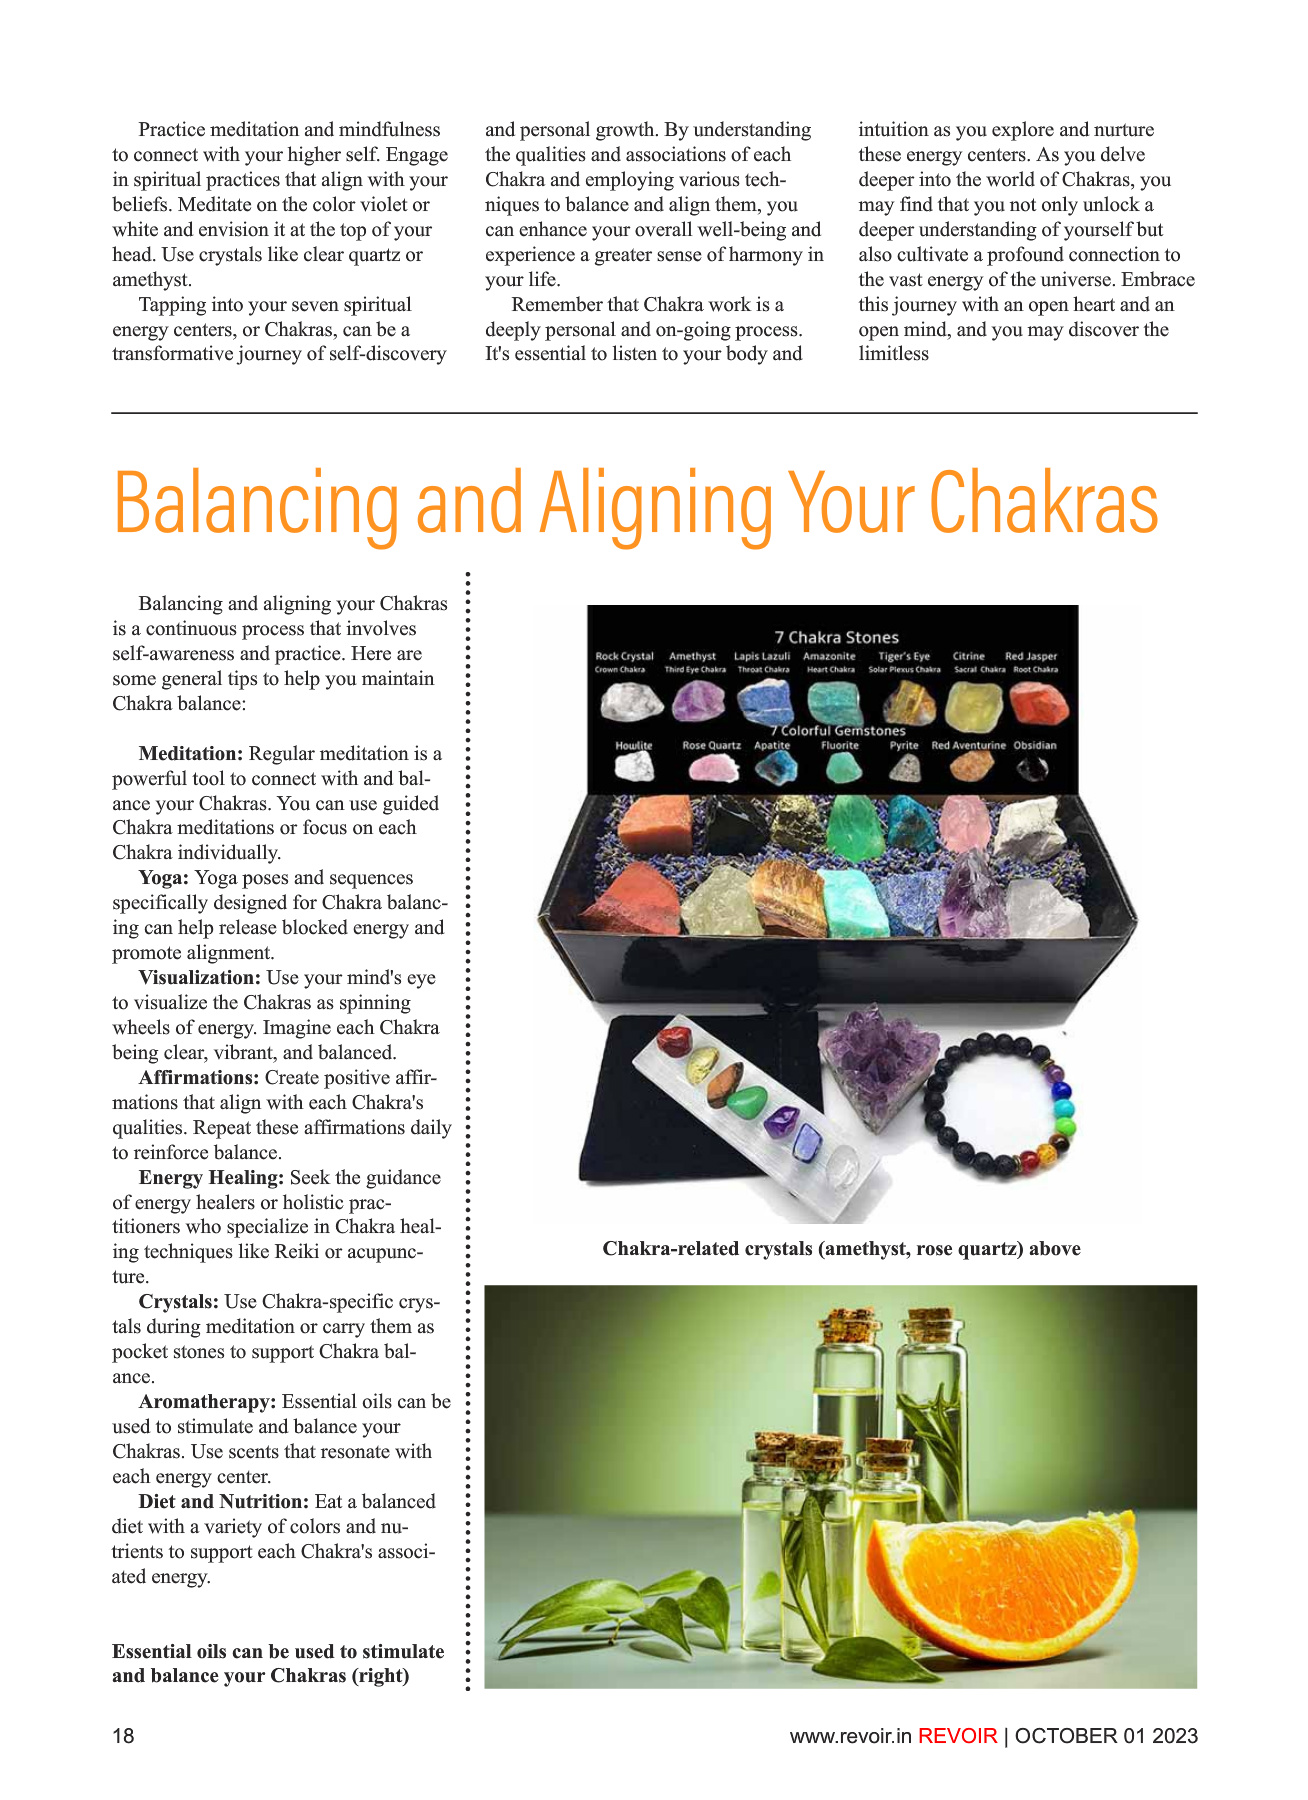 Practice meditation and mindfulness
to connect with your higher self. Engage
in spiritual practices that align with your
beliefs. Meditate on the color violet or
white and envision it at the top of your
head. Use crystals like clear quartz or
amethyst.
Tapping into your seven spiritual
energy centers, or Chakras, can be a
transformative journey of self-discovery
and personal growth. By understanding
the qualities and associations of each
Chakra and employing various tech-
niques to balance and align them, you
can enhance your overall well-being and
experience a greater sense of harmony in
your life.
Remember that Chakra work is a
deeply personal and on-going process.
It's essential to listen to your body and
intuition as you explore and nurture
these energy centers. As you delve
deeper into the world of Chakras, you
may find that you not only unlock a
deeper understanding of yourself but
also cultivate a profound connection to
the vast energy of the universe. Embrace
this journey with an open heart and an
open mind, and you may discover the
limitless
Balancing and Aligning Your Chakras
Balancing and aligning your Chakras
is a continuous process that involves
self-awareness and practice. Here are
some general tips to help you maintain
Chakra balance:
Meditation: Regular meditation is a
powerful tool to connect with and bal-
ance your Chakras. You can use guided
Chakra meditations or focus on each
Chakra individually.
Yoga: Yoga poses and sequences
specifically designed for Chakra balanc-
ing can help release blocked energy and
promote alignment.
Visualization: Use your mind's eye
to visualize the Chakras as spinning
wheels of energy. Imagine each Chakra
being clear, vibrant, and balanced.
Affirmations: Create positive affir-
mations that align with each Chakra's
qualities. Repeat these affirmations daily
to reinforce balance.
Energy Healing: Seek the guidance
of energy healers or holistic prac-
titioners who specialize in Chakra heal-
ing techniques like Reiki or acupunc-
ture.
Crystals: Use Chakra-specific crys-
tals during meditation or carry them as
pocket stones to support Chakra bal-
ance.
Aromatherapy: Essential oils can be
used to stimulate and balance your
Chakras. Use scents that resonate with
each energy center.
Diet and Nutrition: Eat a balanced
diet with a variety of colors and nu-
trients to support each Chakra's associ-
ated energy.
Essential oils can be used to stimulate
and balance your Chakras (right)
7 Chakra Stones
Rock Crystal Amethyst Lapis Lazuli Amazonite Tiger's Eye Citrine Red Jasper
Crown Chakra Third Eye Chakra Throat Chakra Heart Chakra Solar Plexus Chakra Sacral Chakra Root Chakra
7 Colorful Gemstones
Howlite Rose Quartz Apatite Fluorite Pyrite Red Aventurine Obsidian
Chakra-related crystals (amethyst, rose quartz) above
18
www.revoir.in REVOIR | OCTOBER 01 2023